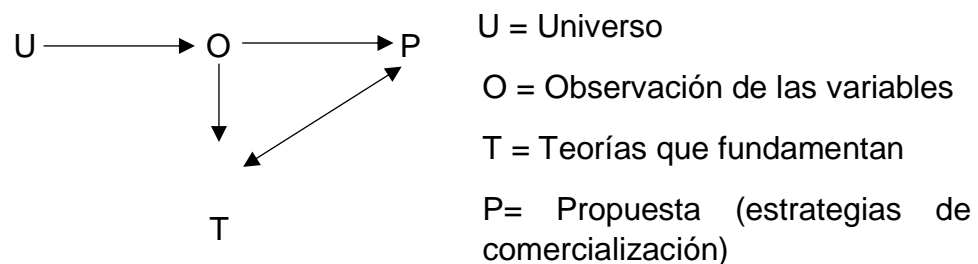 U O P
T
U = Universo
O = Observación de las variables
T = Teorías que fundamentan
P= Propuesta (estrategias de
comercialización)